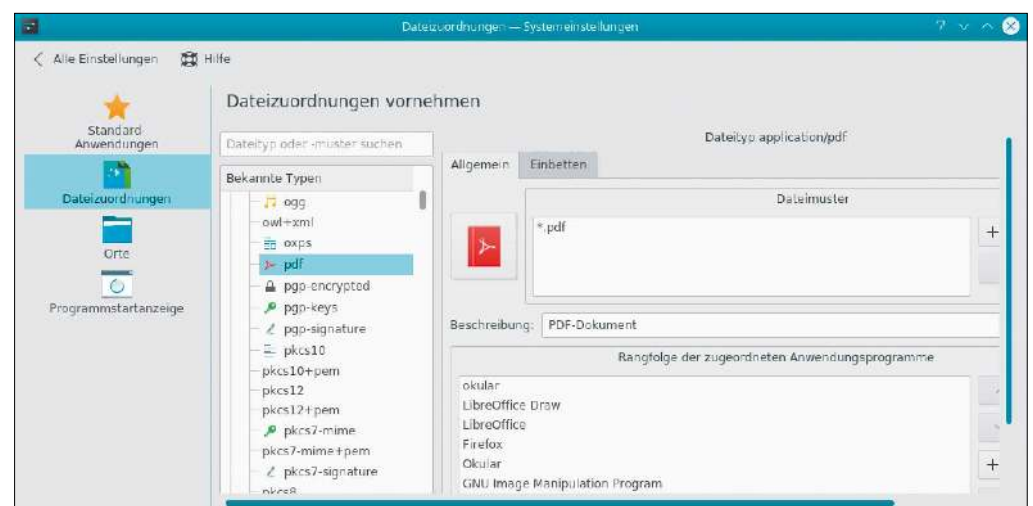 Dateizuordnungen — Systemeinstellungen
Alle Einstellungen
Hilfe
Standard
Anwendungen
Dateizuordnungen
Orte
Programmstartanzeige
Dateizuordnungen vornehmen
Dateityp oder -muster suchen
Bekannte Typen
ogg
owl+xml
oxps
pdf
pgp-encrypted
pgp-keys
pgp-signature
pkcs10
pkcs10+pem
pkcs12
pkcs12+pem
pkcs7-mime
pkcs7-mime+pem
pkcs7-signature
pkcs8
Dateityp application/pdf
Allgemein
Einbetten
Dateimuster
*.pdf
Beschreibung: PDF-Dokument
Rangfolge der zugeordneten Anwendungsprogramme
okular
LibreOffice Draw
LibreOffice
Firefox
Okular
GNU Image Manipulation Program